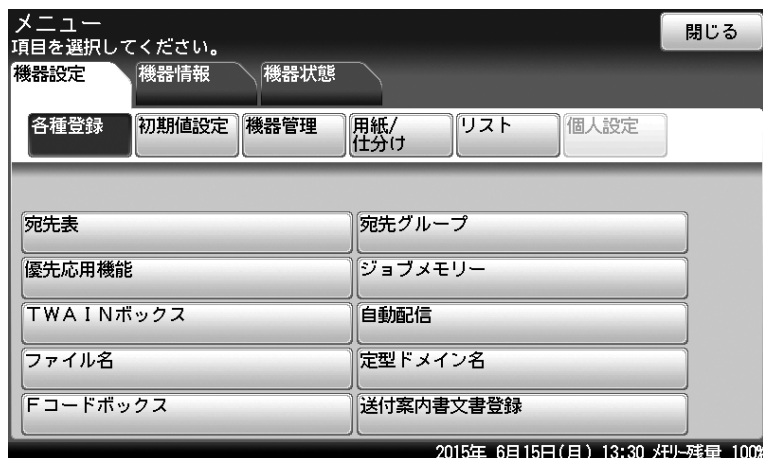 メニュー
閉じる
項目を選択してください。
機器設定 機器情報 機器状態
各種登録 初期値設定 機器管理 用紙/ リスト 個人設定
仕分け
宛先表 宛先グループ
優先応用機能 ジョブメモリー
TWAINボックス 自動配信
ファイル名 定型ドメイン名
Fコードボックス 送付案内書文書登録
2015年 6月15日(月) 13:30 ﾒﾓﾘｰ残量 100%